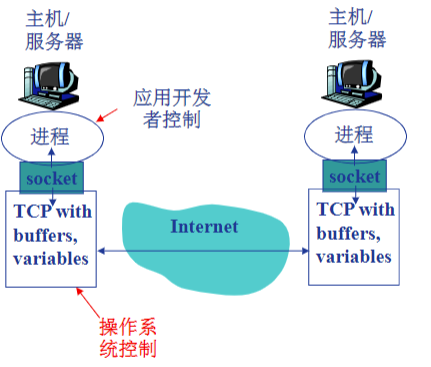 主机/
服务器
主机/
服务器
应用开发
者控制
进程
进程
socket
socket
TCP with
buffers,
variables
Internet
TCP with
buffers,
variables
操作系
统控制